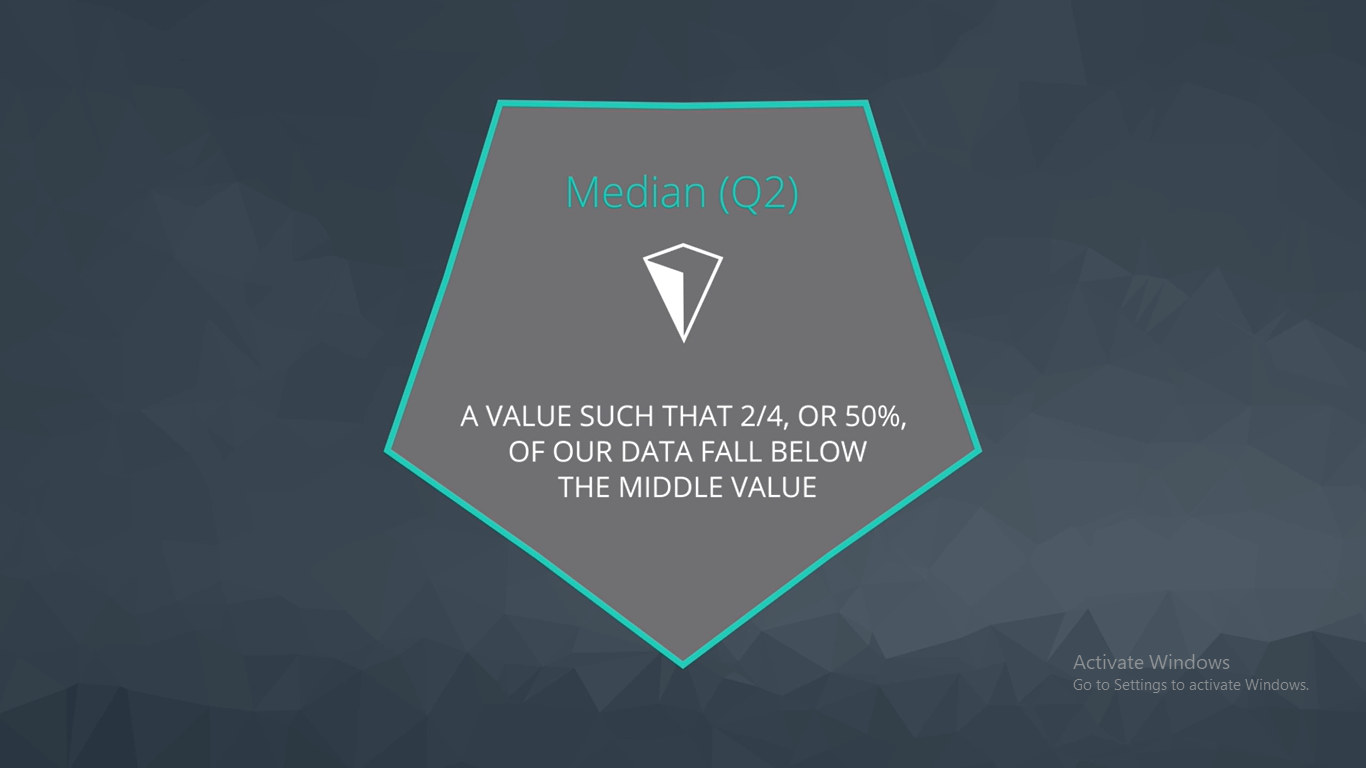 Median (Q2)
A VALUE SUCH THAT 2/4, OR 50%,
OF OUR DATA FALL BELOW
THE MIDDLE VALUE
Activate Windows
Go to Settings to activate Windows.